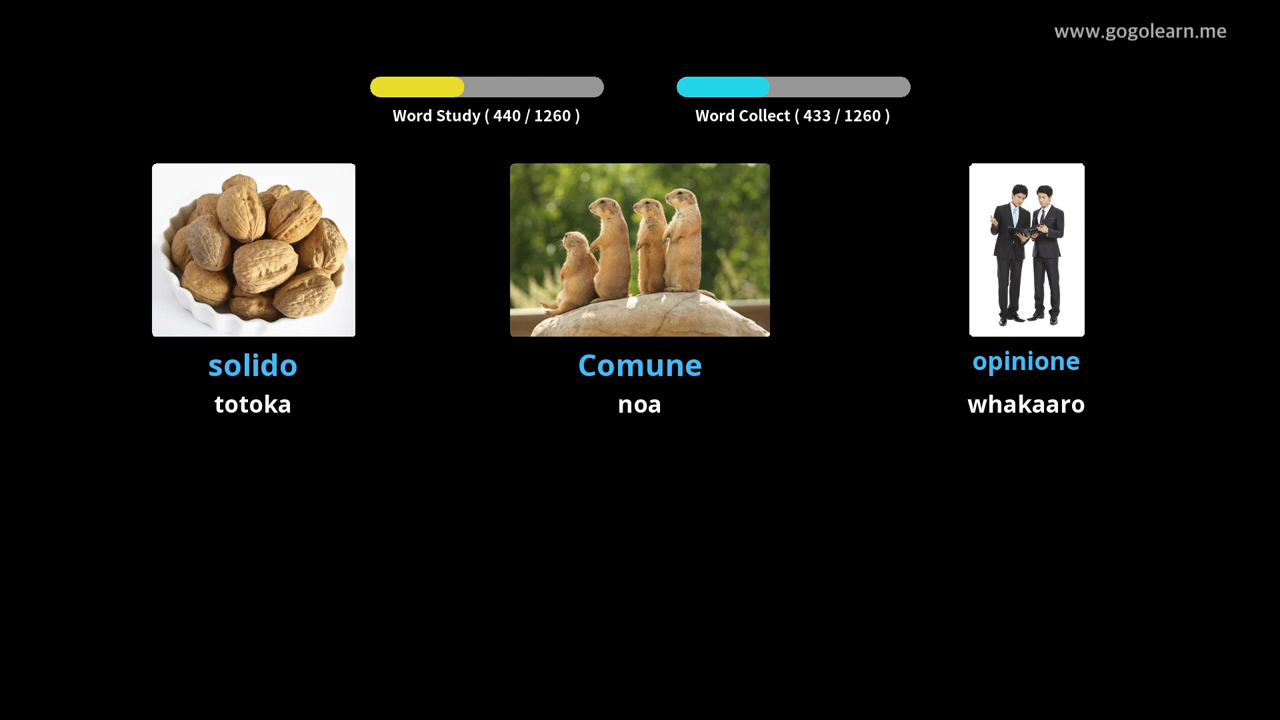 www.gogolearn.me
Word Study ( 440 / 1260 )
Word Collect ( 433 / 1260 )
solido
totoka
Comune
noa
opinione
whakaaro